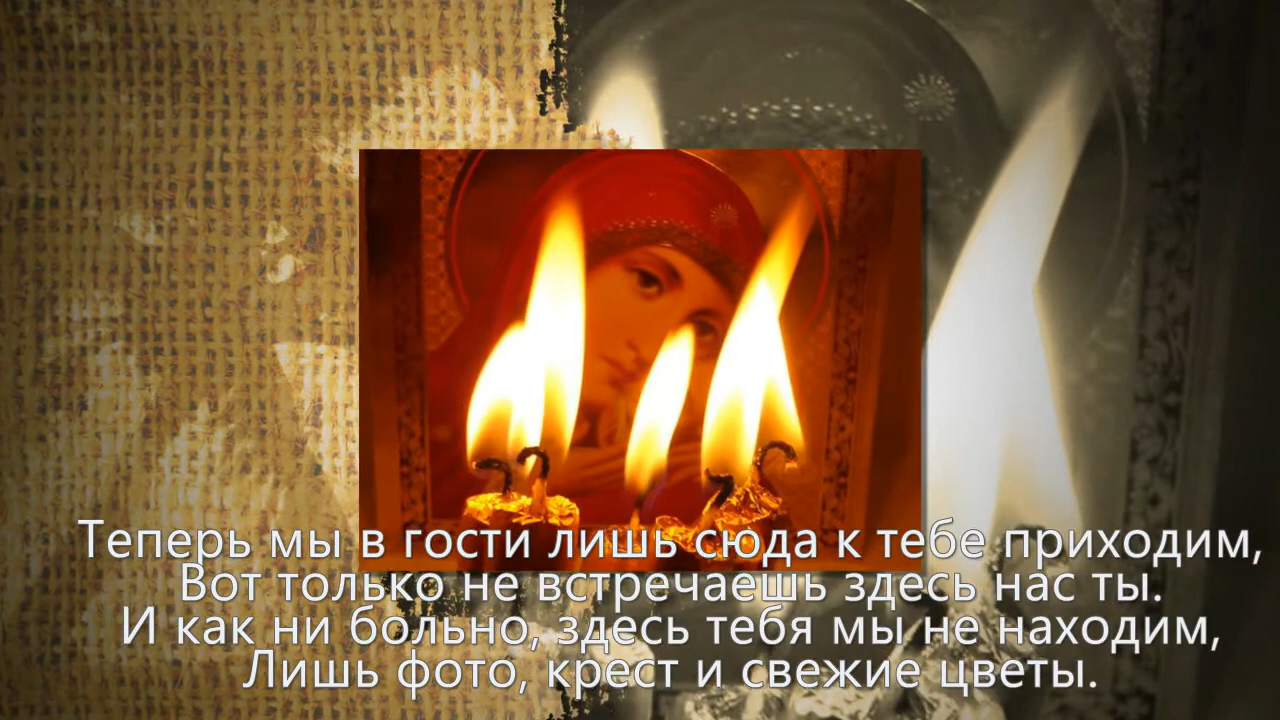 Теперь мы в гости лишь сюда к тебе приходим,
Вот только не встречаешь здесь нас ты.
И как ни больно, здесь тебя мы не находим,
Лишь фото, крест и свежие цветы.